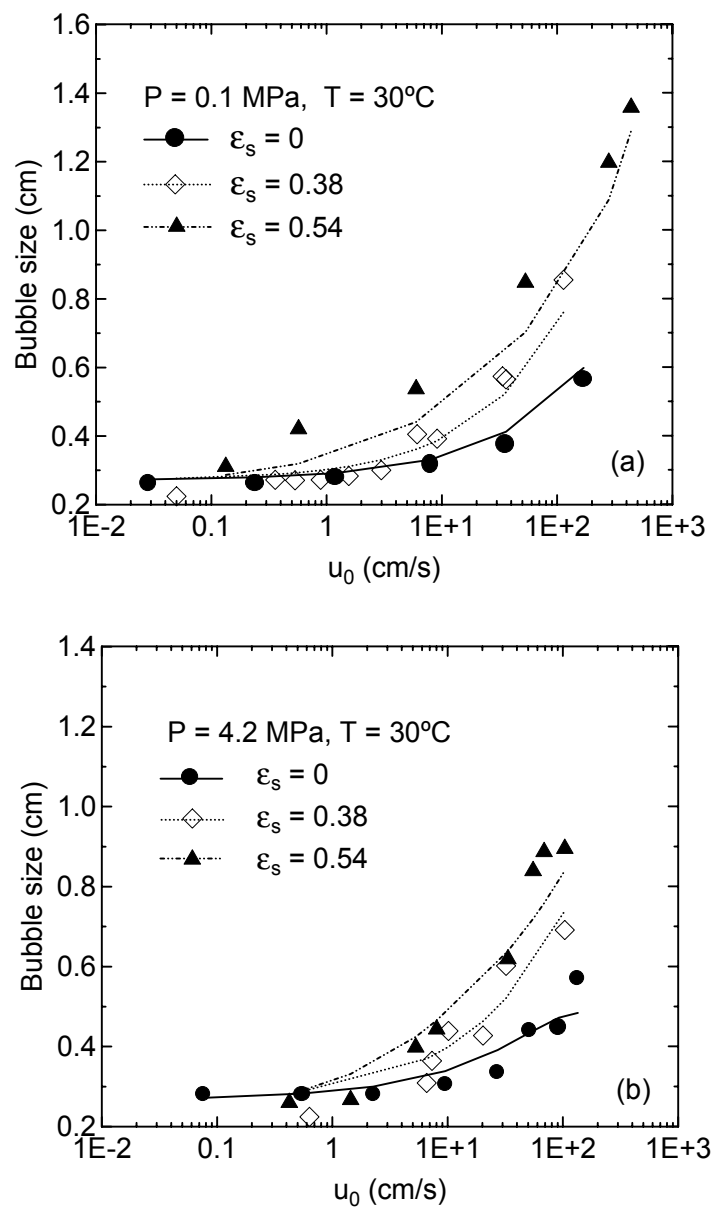 1.6
1.4
1.2
1.0
0.8
0.6
0.4
0.2
Bubble size (cm)
P = 0.1 MPa, T = 30ºC
εs = 0
εs = 0.38
εs = 0.54
(a)
1E-2 0.1 1 1E+1 1E+2 1E+3
u0 (cm/s)
1.4
1.2
1.0
0.8
0.6
0.4
0.2
Bubble size (cm)
P = 4.2 MPa, T = 30ºC
εs = 0
εs = 0.38
εs = 0.54
(b)
1E-2 0.1 1 1E+1 1E+2 1E+3
u0 (cm/s)